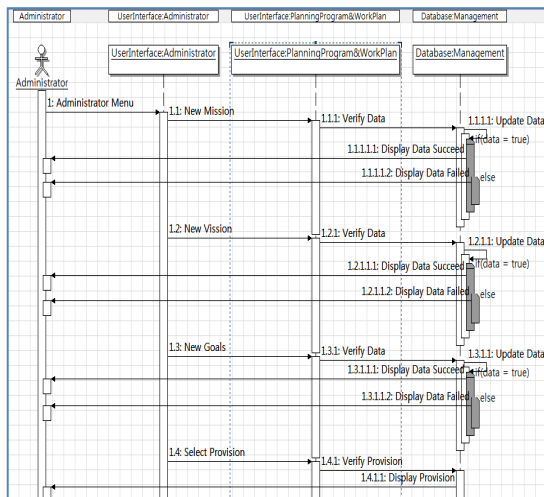 Administrator
UserInterface:Administrator
UserInterface:PlanningProgram&WorkPlan
Database:Management
UserInterface:Administrator
UserInterface:PlanningProgram&WorkPlan
Database:Management
Administrator
1: Administrator Menu
1.1: New Mission
1.1.1: Verify Data
1.1.1.1: Update Data
if(data = true)
1.1.1.1.1: Display Data Succeed
1.1.1.1.2: Display Data Failed
else
1.2: New Vission
1.2.1: Verify Data
1.2.1.1: Update Data
if(data = true)
1.2.1.1.1: Display Data Succeed
1.2.1.1.2: Display Data Failed
else
1.3: New Goals
1.3.1: Verify Data
1.3.1.1: Update Data
if(data = true)
1.3.1.1.1: Display Data Succeed
1.3.1.1.2: Display Data Failed
else
1.4: Select Provision
1.4.1: Verify Provision
1.4.1.1: Display Provision